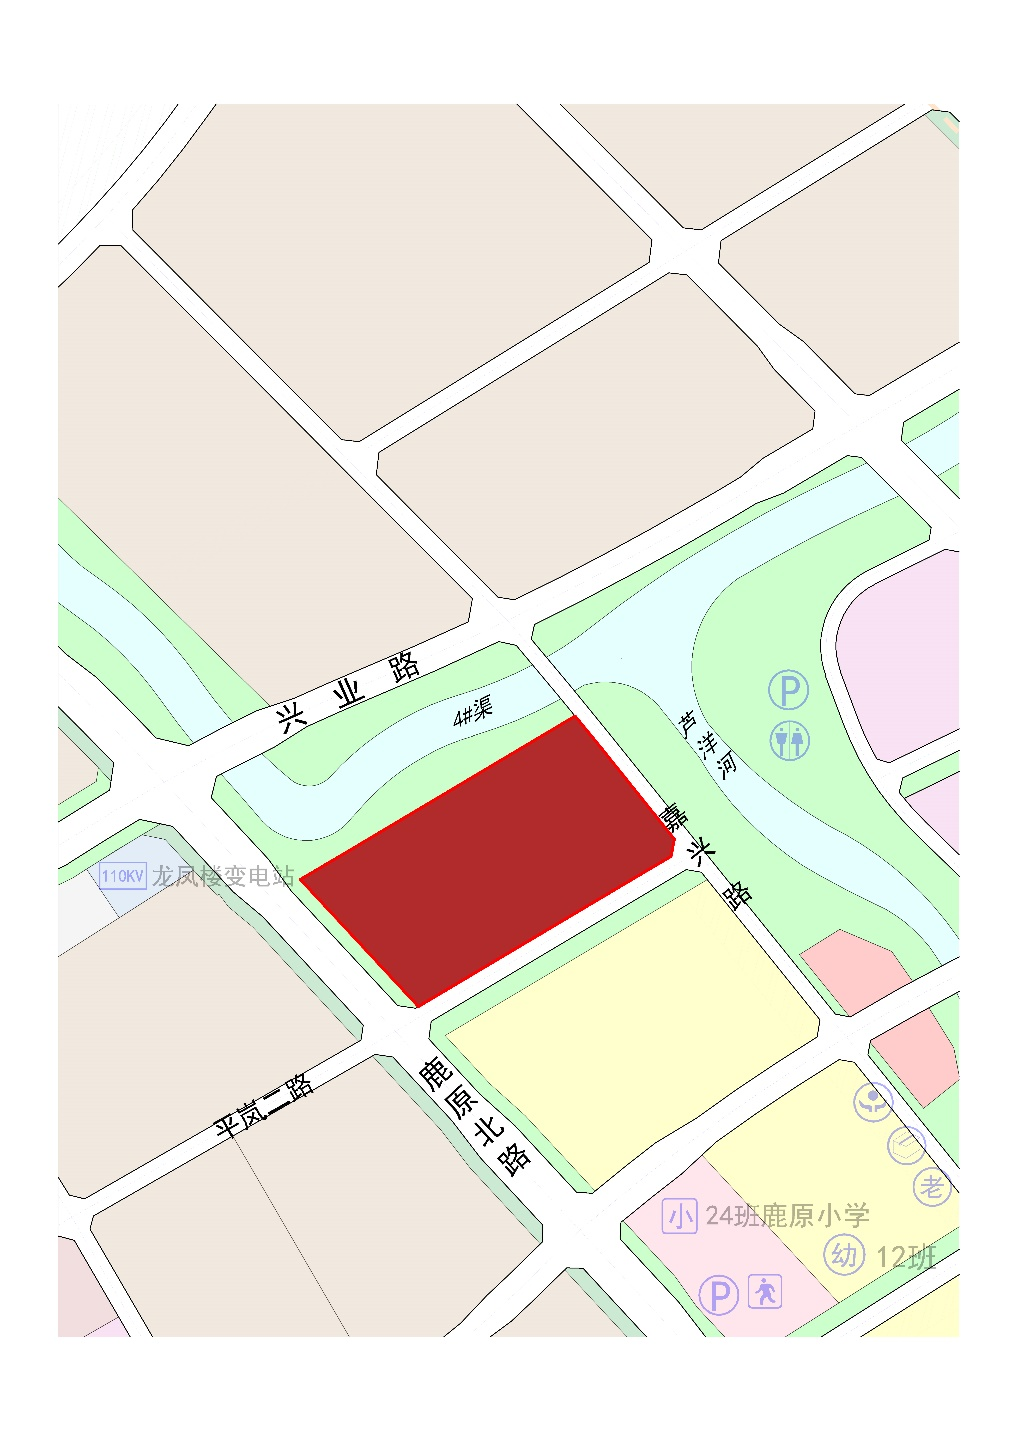 兴业路
4#渠
芦洋河
P
嘉兴路
110KV 龙凤楼变电站
鹿原北路
平岚二路
老
小 24班鹿原小学
幼 12班
P